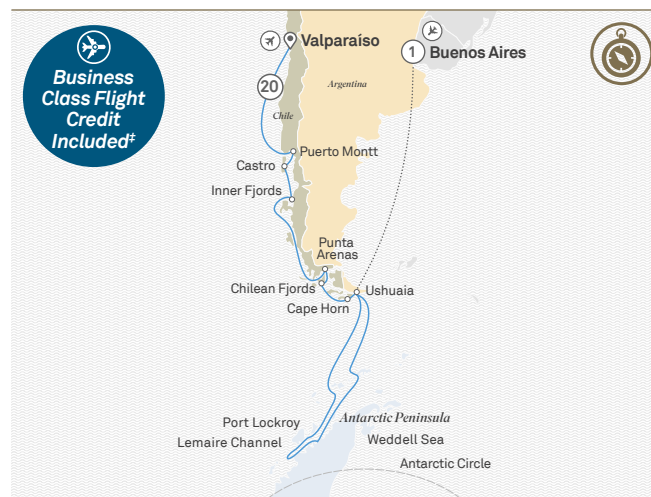 Business
Class Flight
Credit
Included‡
Valparaíso
1
Buenos Aires
20
Argentina
Chile
Puerto Montt
Castro
Inner Fjords
Punta
Arenas
Chilean Fjords
Ushuaia
Cape Horn
Port Lockroy
Antarctic Peninsula
Lemaire Channel
Weddell Sea
Antarctic Circle